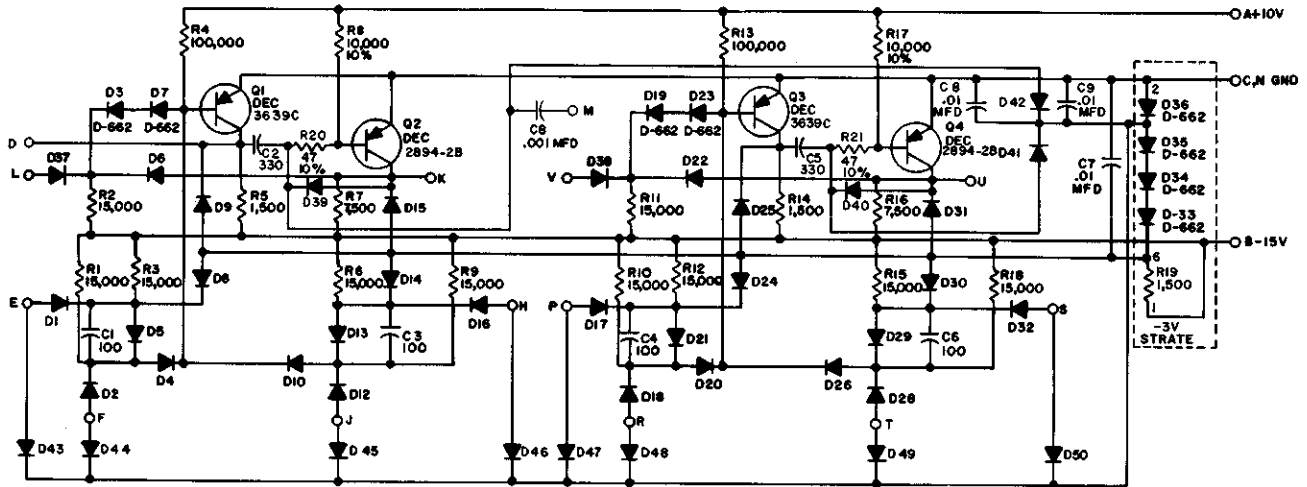 A+10V
R4
100,000
R8
10,000
10%
R13
100,000
R17
10,000
10%
C,N GND
D3
D-662
D7
D-662
Q1
DEC
3639C
Q2
DEC
2894-2B
C8
.001 MFD
M
D19
D-662
D23
D-662
Q3
DEC
3639C
Q4
DEC
2894-2B
C8
.01
MFD
D42
C9
.01
MFD
2
D36
D-662
D
C2
330
R20
47
10%
C5
330
R21
47
10%
D41
C7
.01
MFD
D35
D-662
L
D37
D6
K
V
D38
D22
U
D34
D-662
R2
15,000
D9
R5
1,500
D39
R7
7,500
D15
R11
15,000
D25
R14
1,500
D40
R16
7,500
D31
D-33
D-662
B-15V
6
R1
15,000
R3
15,000
D8
R6
15,000
D14
R9
15,000
R10
15,000
R12
15,000
D24
R15
15,000
D30
R18
15,000
R19
1,500
1
E
D1
C1
100
D5
D13
C3
100
D16
H
P
D17
C4
100
D21
D29
C6
100
D32
S
-3V
STRATE
D4
D10
D20
D26
D2
D12
D18
D28
F
J
R
T
D43
D44
D45
D46
D47
D48
D49
D50